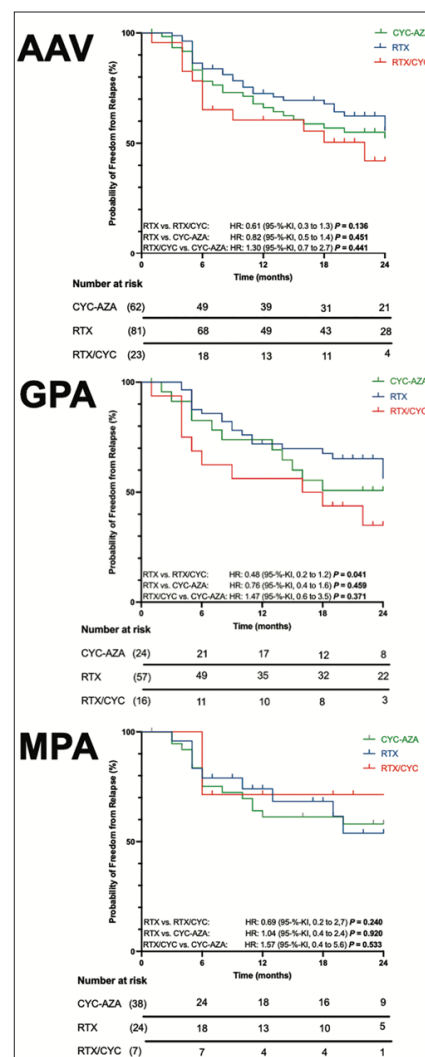 AAV
CYC-AZA
RTX
RTX/CYC
Probability of Freedom from Relapse (%)
100
50
0
0 6 12 18 24
RTX vs. RTX/CYC: HR: 0.61 (95-%-KI, 0.3 to 1.3) P = 0.136
RTX vs. CYC-AZA: HR: 0.82 (95-%-KI, 0.5 to 1.4) P = 0.451
RTX/CYC vs. CYC-AZA: HR: 1.30 (95-%-KI, 0.7 to 2.7) P = 0.441
Time (months)
Number at risk
CYC-AZA (62) 49 39 31 21
RTX (81) 68 49 43 28
RTX/CYC (23) 18 13 11 4
GPA
CYC-AZA
RTX
RTX/CYC
Probability of Freedom from Relapse (%)
100
50
0
0 6 12 18 24
RTX vs. RTX/CYC: HR: 0.48 (95-%-KI, 0.2 to 1.2) P = 0.041
RTX vs. CYC-AZA: HR: 0.76 (95-%-KI, 0.4 to 1.6) P = 0.459
RTX/CYC vs. CYC-AZA: HR: 1.47 (95-%-KI, 0.6 to 3.5) P = 0.371
Time (months)
Number at risk
CYC-AZA (24) 21 17 12 8
RTX (57) 49 35 32 22
RTX/CYC (16) 11 10 8 3
MPA
CYC-AZA
RTX
RTX/CYC
Probability of Freedom from Relapse (%)
100
50
0
0 6 12 18 24
RTX vs. RTX/CYC: HR: 0.69 (95-%-KI, 0.2 to 2,7) P = 0.240
RTX vs. CYC-AZA: HR: 1.04 (95-%-KI, 0.4 to 2.4) P = 0.920
RTX/CYC vs. CYC-AZA: HR: 1.57 (95-%-KI, 0.4 to 5.6) P = 0.533
Time (months)
Number at risk
CYC-AZA (38) 24 18 16 9
RTX (24) 18 13 10 5
RTX/CYC (7) 7 4 4 1